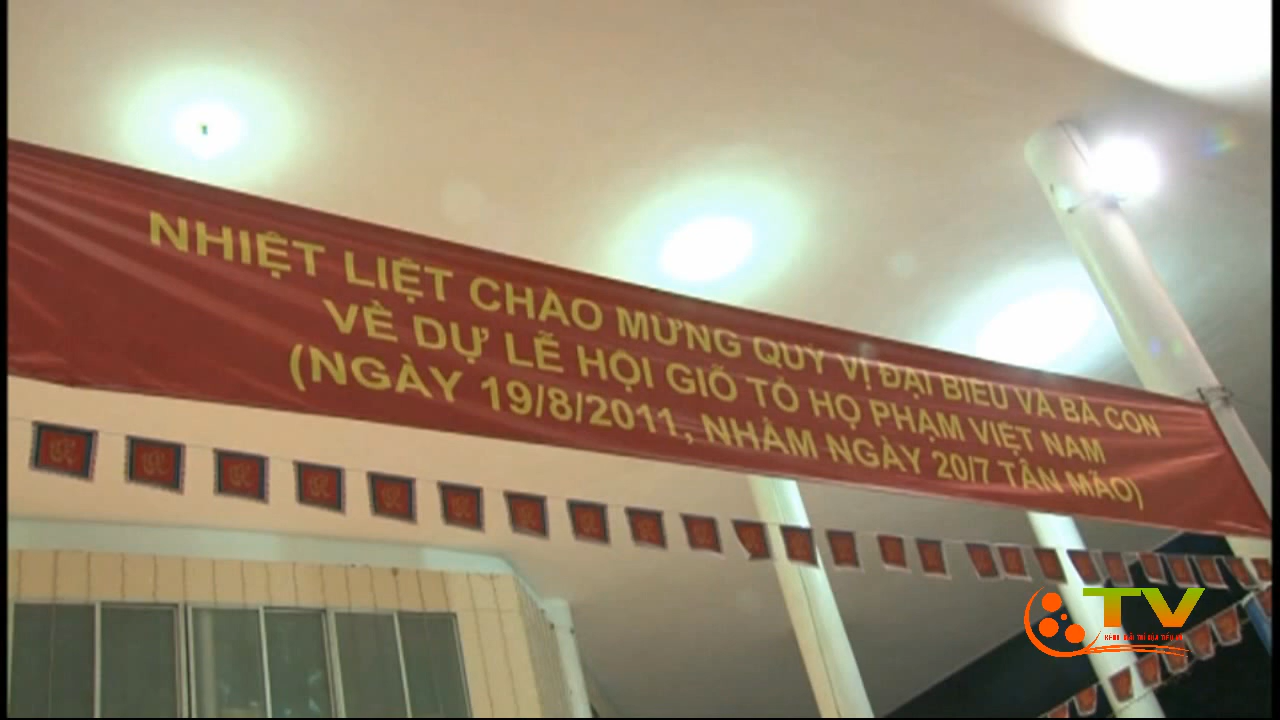 NHIỆT LIỆT CHÀO MỪNG QUÝ VỊ ĐẠI BIỂU VÀ BÀ CON
VỀ DỰ LỄ HỘI GIỖ TỔ HỌ PHẠM VIỆT NAM
(NGÀY 19/8/2011, NHẰM NGÀY 20/7 TÂN MÃO)
TV